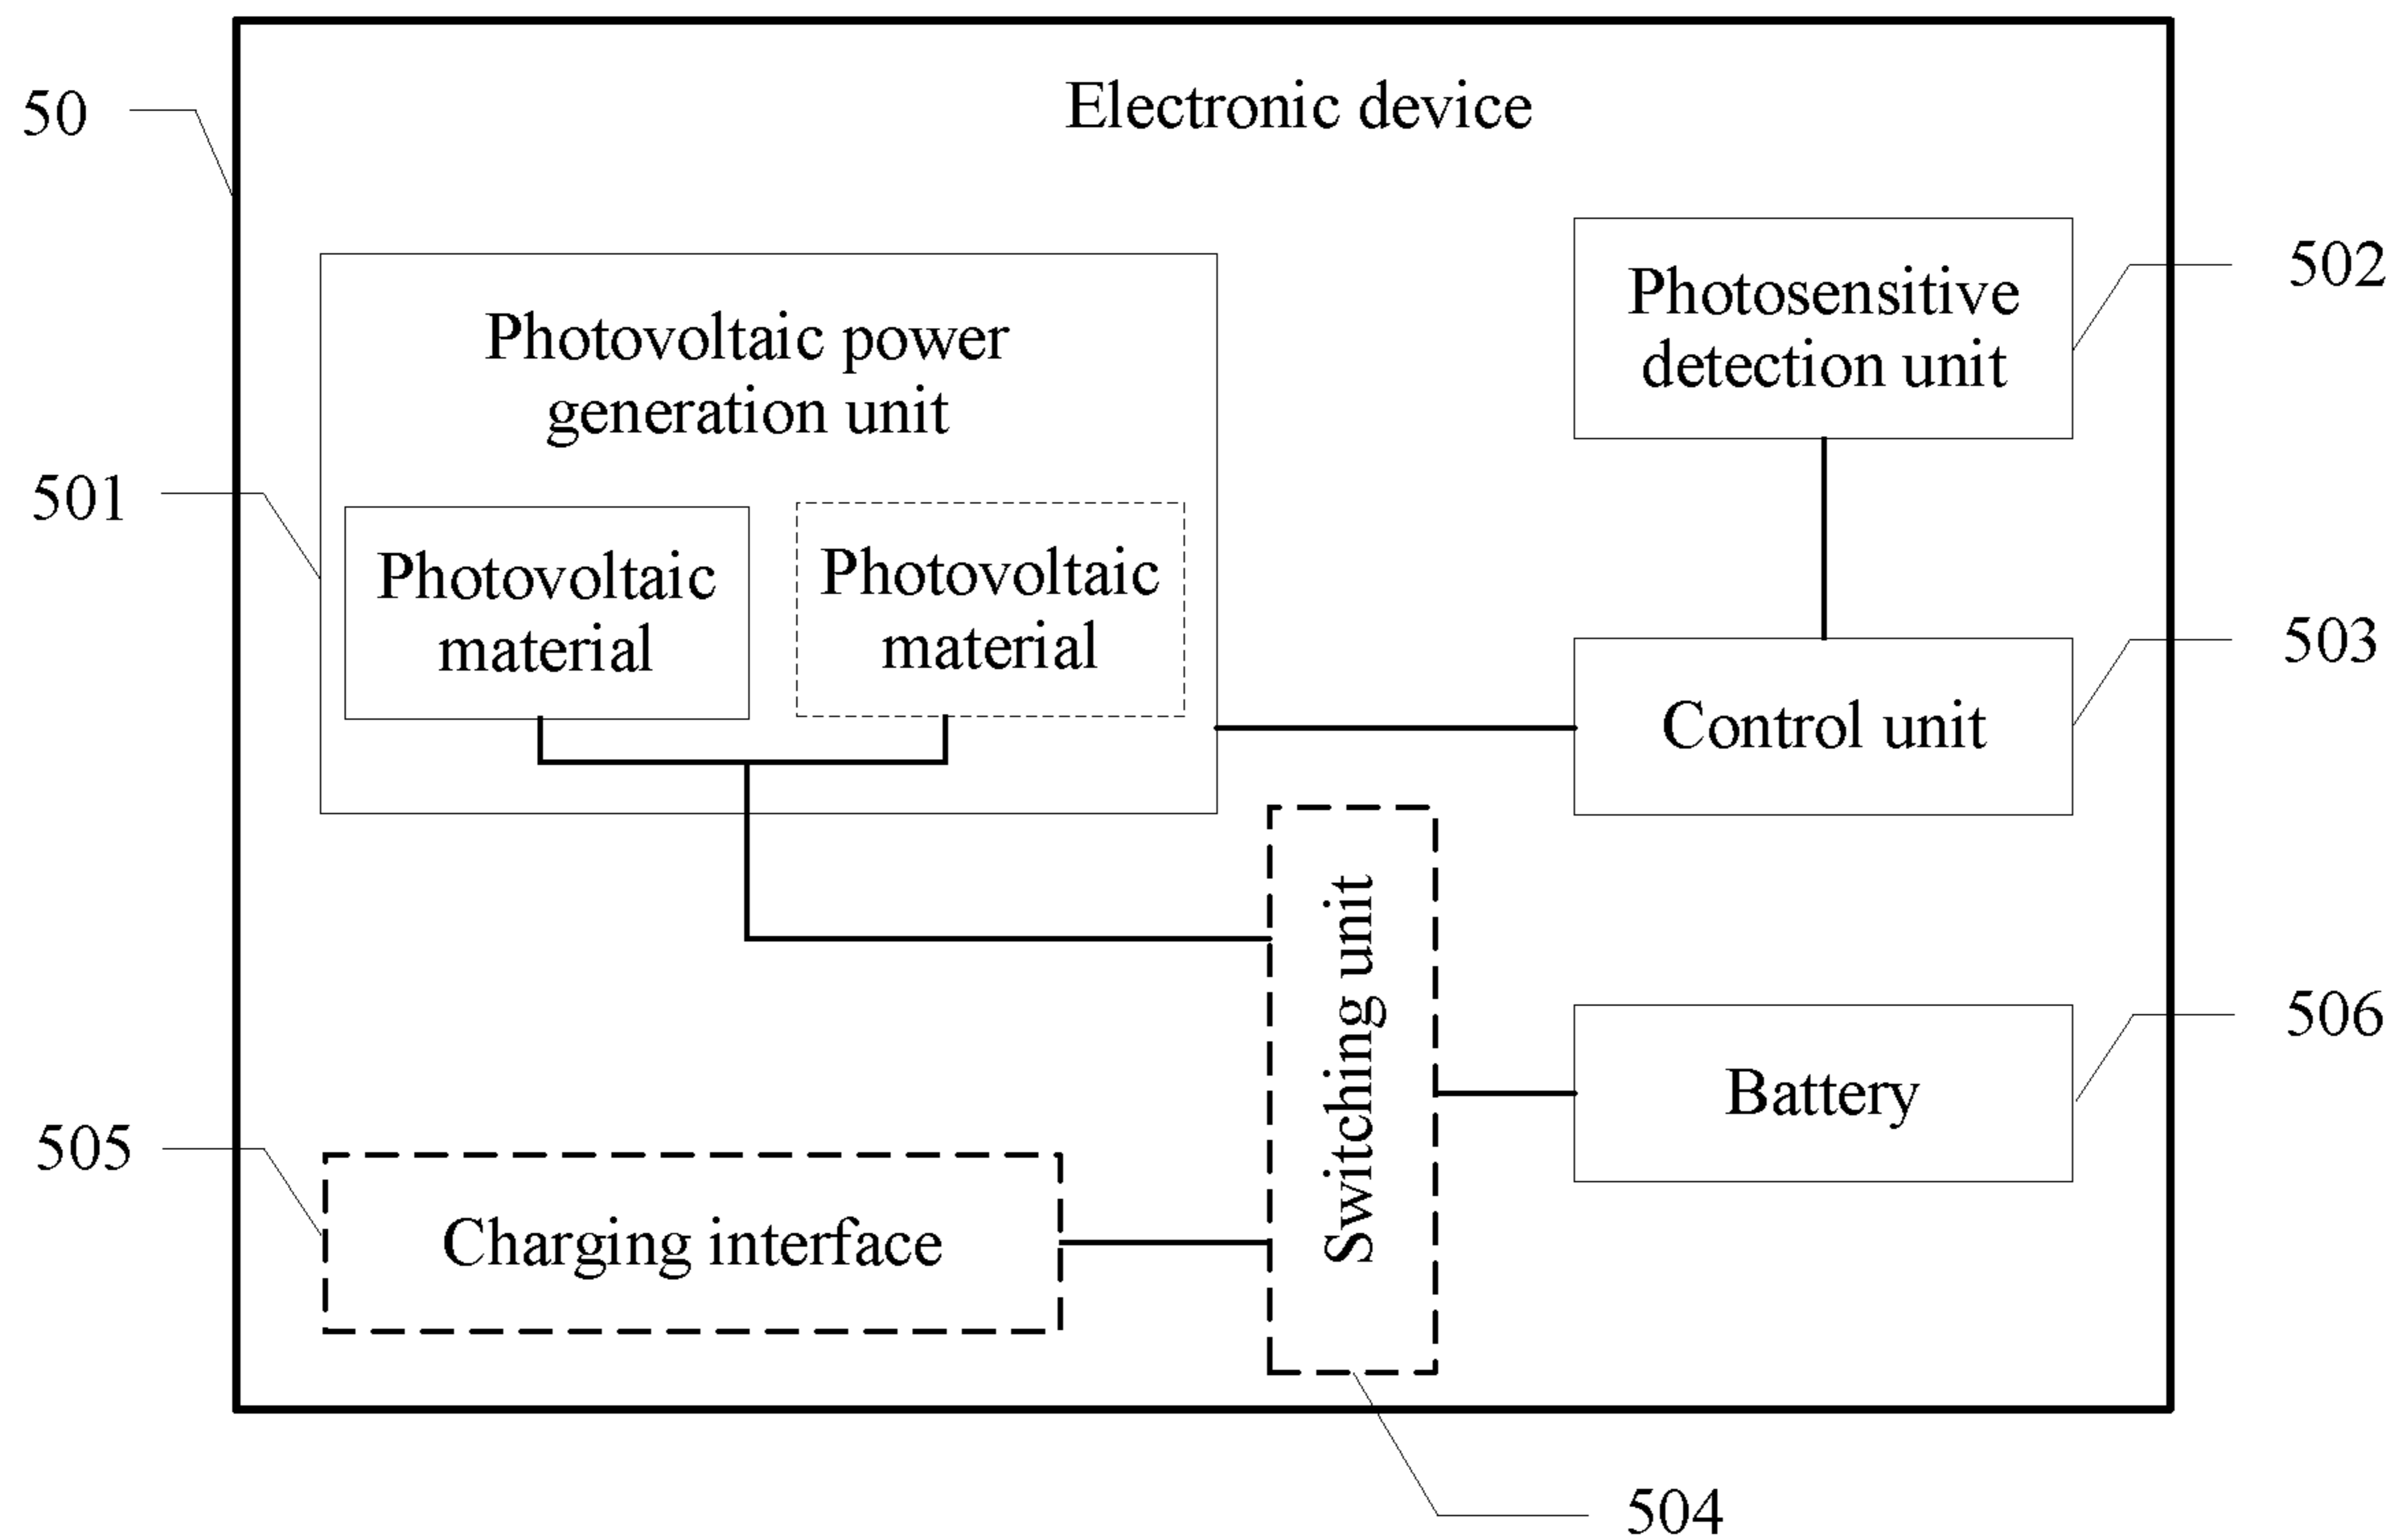 Electronic device
50
Photovoltaic power
generation unit
501
Photovoltaic
material
Photovoltaic
material
Photosensitive
detection unit
502
Control unit
503
Switching unit
504
Battery
506
Charging interface
505